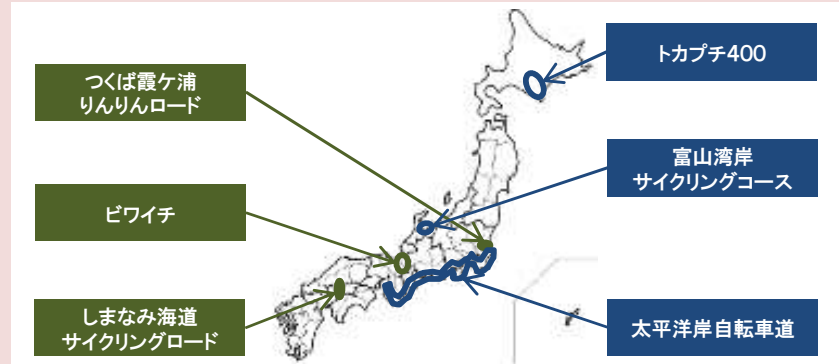 つくば霞ケ浦
りんりんロード
ビワイチ
しまなみ海道
サイクリングロード
トカプチ400
富山湾岸
サイクリングコース
太平洋岸自転車道